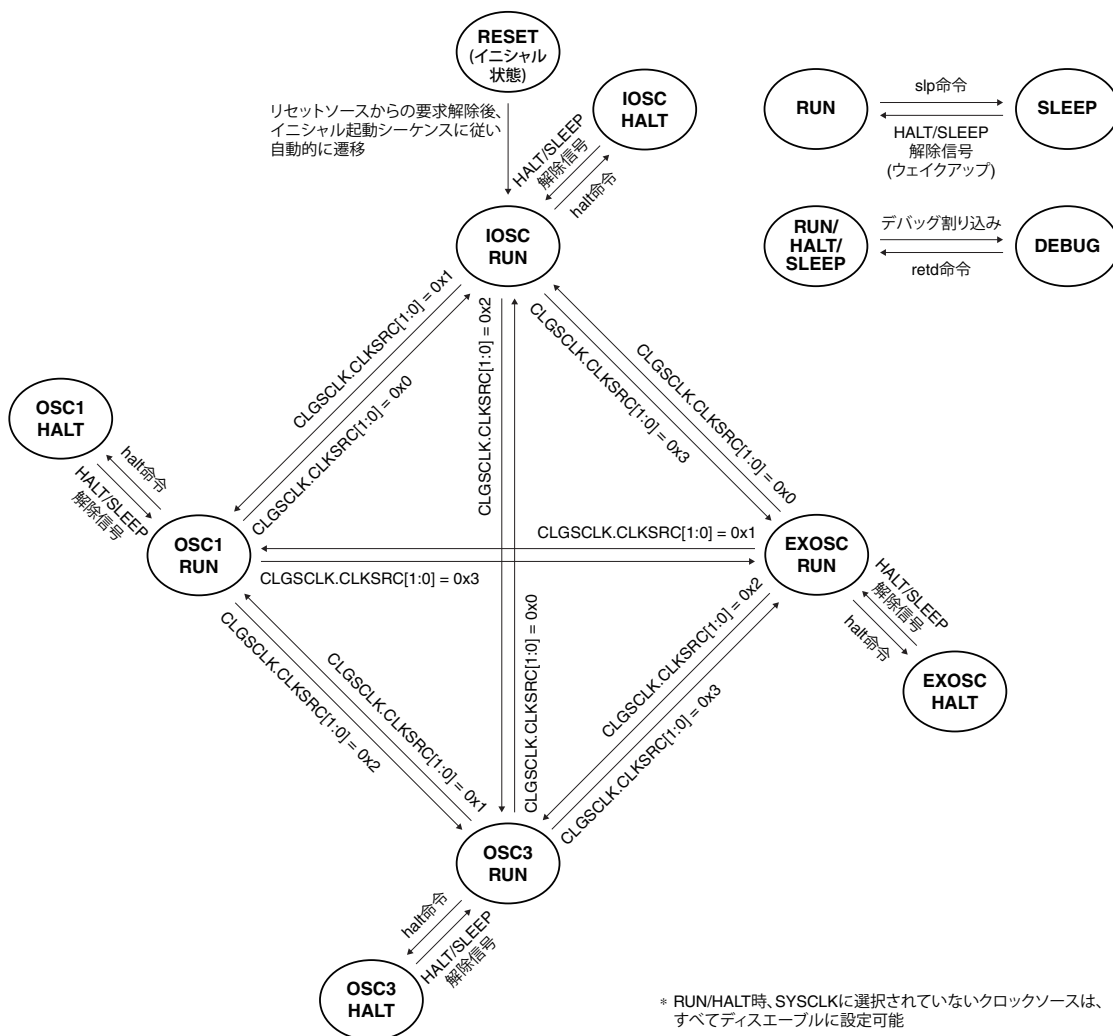 RESET
(イニシャル
状態)
リセットソースからの要求解除後、
イニシャル起動シーケンスに従い
自動的に遷移
IOSC
HALT
HALT/SLEEP
解除信号
halt命令
IOSC
RUN
RUN
slp命令
HALT/SLEEP
解除信号
(ウェイクアップ)
SLEEP
RUN/
HALT/
SLEEP
デバッグ割り込み
retd命令
DEBUG
CLGSCLK.CLKSRC[1:0] = 0x1
CLGSCLK.CLKSRC[1:0] = 0x0
CLGSCLK.CLKSRC[1:0] = 0x2
CLGSCLK.CLKSRC[1:0] = 0x0
CLGSCLK.CLKSRC[1:0] = 0x3
CLGSCLK.CLKSRC[1:0] = 0x0
OSC1
HALT
halt命令
HALT/SLEEP
解除信号
OSC1
RUN
CLGSCLK.CLKSRC[1:0] = 0x1
CLGSCLK.CLKSRC[1:0] = 0x3
EXOSC
RUN
HALT/SLEEP
解除信号
halt命令
EXOSC
HALT
CLGSCLK.CLKSRC[1:0] = 0x1
CLGSCLK.CLKSRC[1:0] = 0x2
CLGSCLK.CLKSRC[1:0] = 0x2
CLGSCLK.CLKSRC[1:0] = 0x3
OSC3
RUN
halt命令
HALT/SLEEP
解除信号
OSC3
HALT
* RUN/HALT時、SYSCLKに選択されていないクロックソースは、
すべてディスエーブルに設定可能